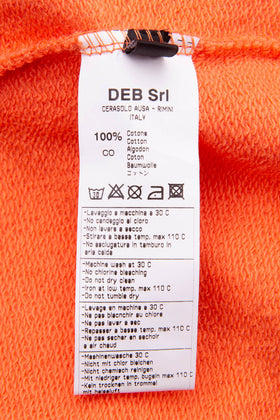 DEB Srl
CERASOLO AUSA - RIMINI
ITALY
100% Cotone
CO Cotton
Algodon
Coton
Baumwolle
コットン
-Lavaggio a macchina a 30 C
-No candeggio al cloro
-Non lavare a secco
-Stirare a bassa temp. max 110 C
-No asciugatura in tamburo in
aria calda
-Machine wash at 30 C
-No chlorine bleaching
-Do not dry clean
-Iron at low temp. max 110 C
-Do not tumble dry
-Lavage en machine a 30 C
-Ne pas blanchir au chlore
-Ne pas laver a sec
-Repasser a basse temp. max 110 C
-Ne pas secher en sechoir
a air chaud
-Machinenwasche 30 C
-Nicht mit chlor bleichen
-Nicht chemisch reinigen
-Mit niedriger temp. bugeln max 110 C
-Kein trocknen in trommel
mit heissluft